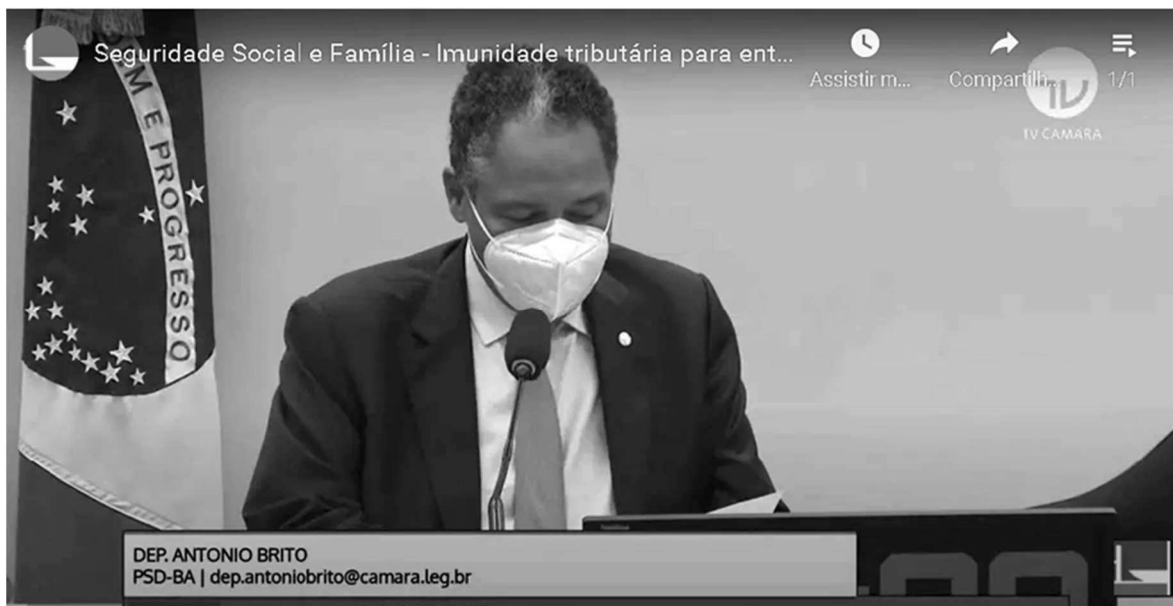 Seguridade Social e Família - Imunidade tributária para ent...
Assistir m...
Compartilh...
1/1
TV CAMARA
M E PROGRESSO
DEP. ANTONIO BRITO
PSD-BA | dep.antoniobrito@camara.leg.br